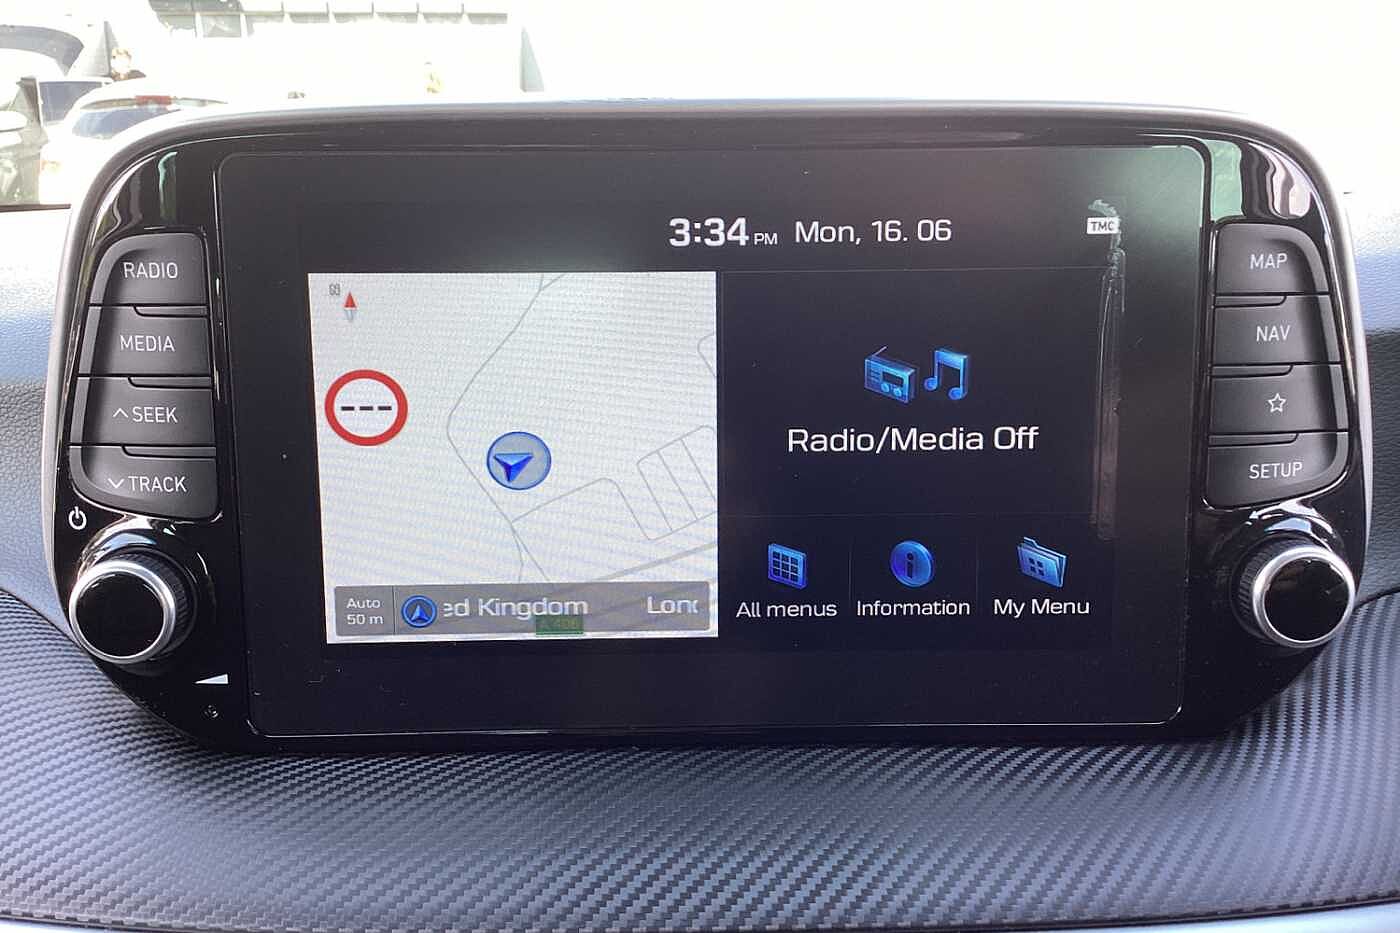 3:34 PM Mon, 16. 06
TMC
RADIO
MEDIA
SEEK
TRACK
MAP
NAV
SETUP
Radio/Media Off
---
Auto
50 m
ed Kingdom Lon
All menus
Information
My Menu